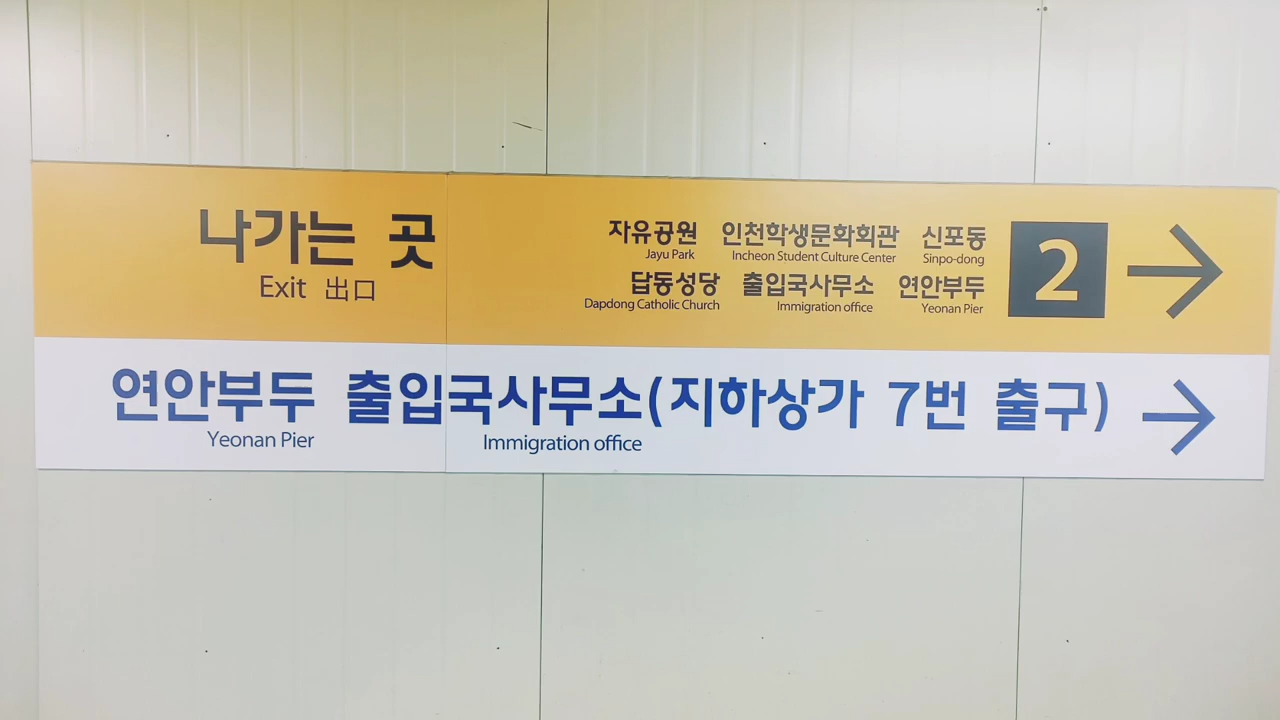 나가는 곳
Exit 出口
자유공원 인천학생문화회관 신포동
Jayu Park Incheon Student Culture Center Sinpo-dong
답동성당 출입국사무소 연안부두
Dapdong Catholic Church Immigration office Yeonan Pier
2
연안부두 출입국사무소(지하상가 7번 출구)
Yeonan Pier Immigration office